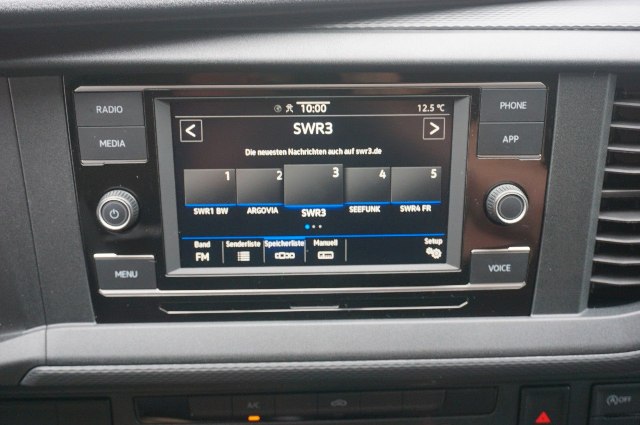 RADIO
MEDIA
MENU
10:00
12.5°C
SWR3
Die neuesten Nachrichten auch auf swr3.de
1 2 3 4 5
SWR1 BW ARGOVIA SWR3 SEEFUNK SWR4 FR
Band Senderliste Speicherliste Manuell Setup
FM
PHONE
APP
VOICE
A/C
OFF